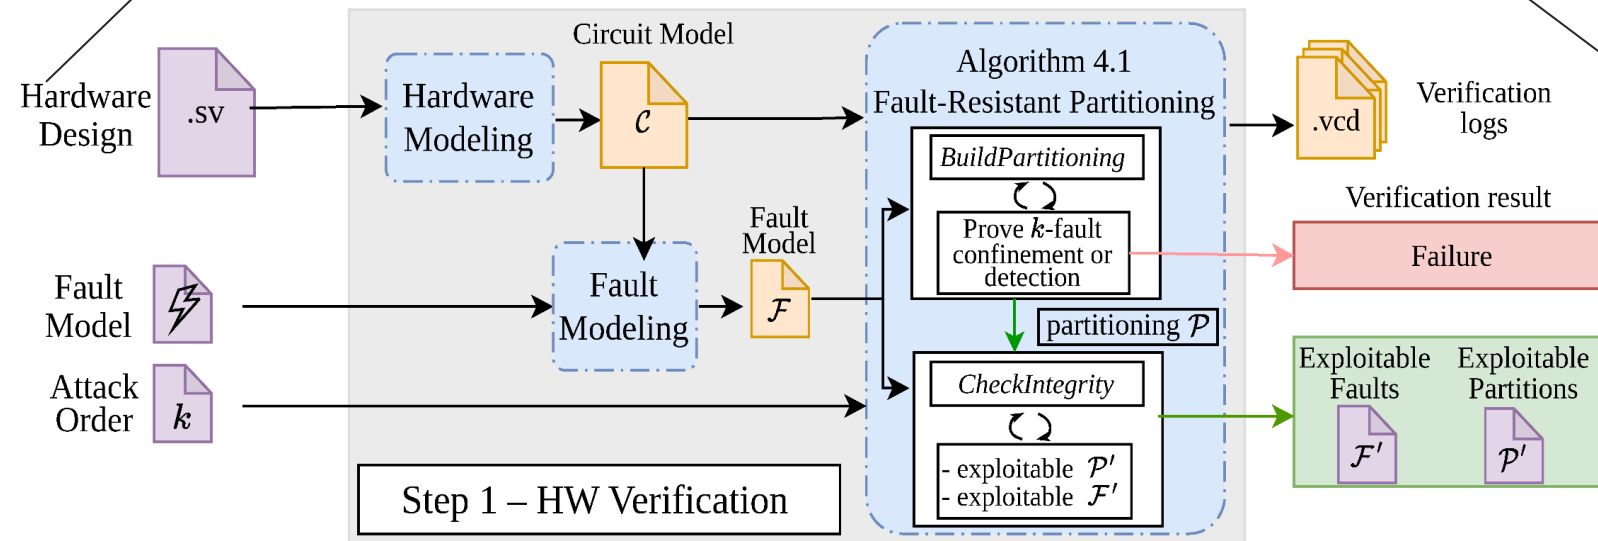 Hardware
Design
.sv
Hardware
Modeling
Circuit Model
𝒞
Algorithm 4.1
Fault-Resistant Partitioning
BuildPartitioning
Prove k-fault
confinement or
detection
.vcd
Verification
logs
Verification result
Failure
Fault
Model
Fault
Modeling
Fault
Model
ℱ
partitioning 𝒫
Attack
Order
k
CheckIntegrity
- exploitable 𝒫′
- exploitable ℱ′
Exploitable
Faults
ℱ′
Exploitable
Partitions
𝒫′
Step 1 – HW Verification